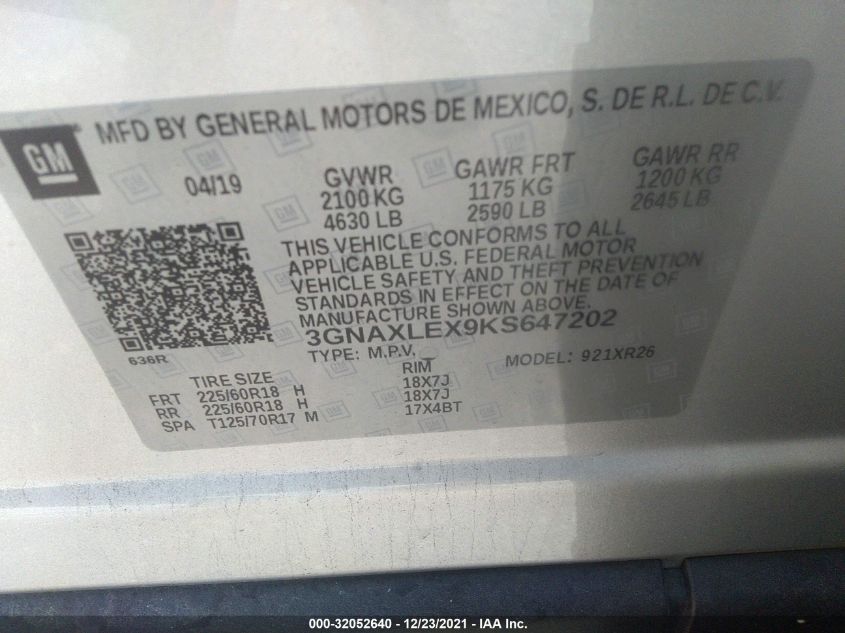 GM
MFD BY GENERAL MOTORS DE MEXICO, S. DE R.L. DE C.V.
04/19
GVWR
2100 KG
4630 LB
GAWR FRT
1175 KG
2590 LB
GAWR RR
1200 KG
2645 LB
THIS VEHICLE CONFORMS TO ALL
APPLICABLE U.S. FEDERAL MOTOR
VEHICLE SAFETY AND THEFT PREVENTION
STANDARDS IN EFFECT ON THE DATE OF
MANUFACTURE SHOWN ABOVE.
3GNAXLEX9KS647202
636R
TYPE: M.P.V._
MODEL: 921XR26
TIRE SIZE RIM
FRT 225/60R18 H 18X7J
RR 225/60R18 H 18X7J
SPA T125/70R17 M 17X4BT
000-32052640 - 12/23/2021 - IAA Inc.